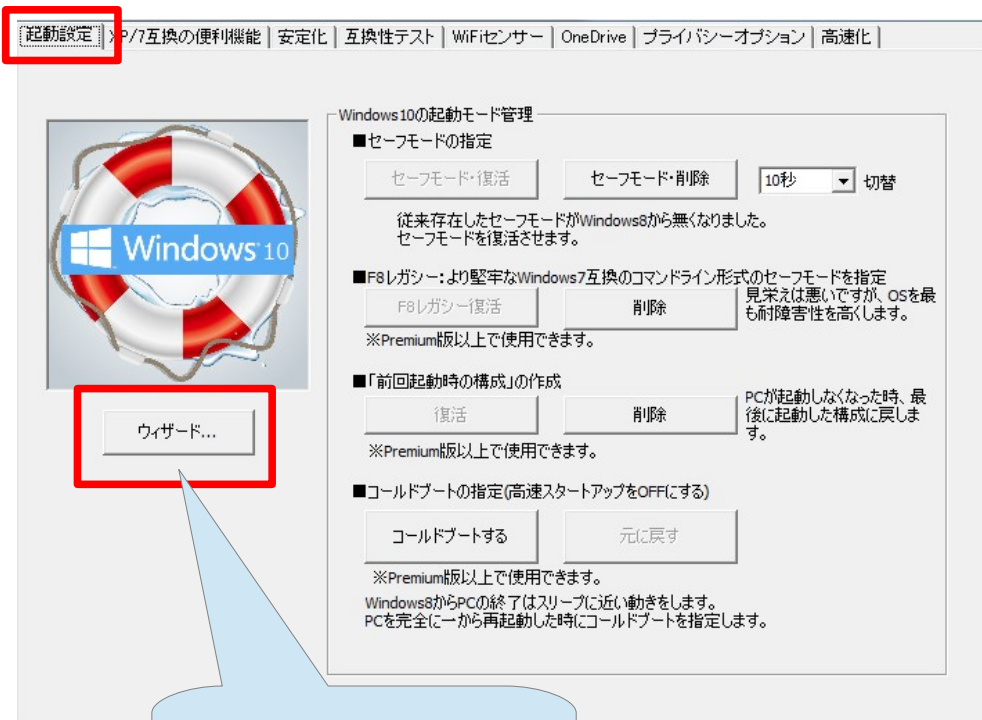 起動設定 XP/7互換の便利機能 安定化 互換性テスト WiFiセンサー OneDrive プライバシーオプション 高速化
Windows10の起動モード管理
■セーフモードの指定
セーフモード・復活 セーフモード・削除 10秒 切替
従来存在したセーフモードがWindows8から無くなりました。
セーフモードを復活させます。
Windows 10
■F8レガシー：より堅牢なWindows7互換のコマンドライン形式のセーフモードを指定
F8レガシー復活 削除
見栄えは悪いですが、OSを最
も耐障害性を高くします。
※Premium版以上で使用できます。
■「前回起動時の構成」の作成
復活 削除
PCが起動しなくなった時、最
後に起動した構成に戻しま
す。
※Premium版以上で使用できます。
ウィザード...
■コールドブートの指定(高速スタートアップをOFFにする)
コールドブートする 元に戻す
※Premium版以上で使用できます。
Windows8からPCの終了はスリープに近い動きをします。
PCを完全に一から再起動した時にコールドブートを指定します。